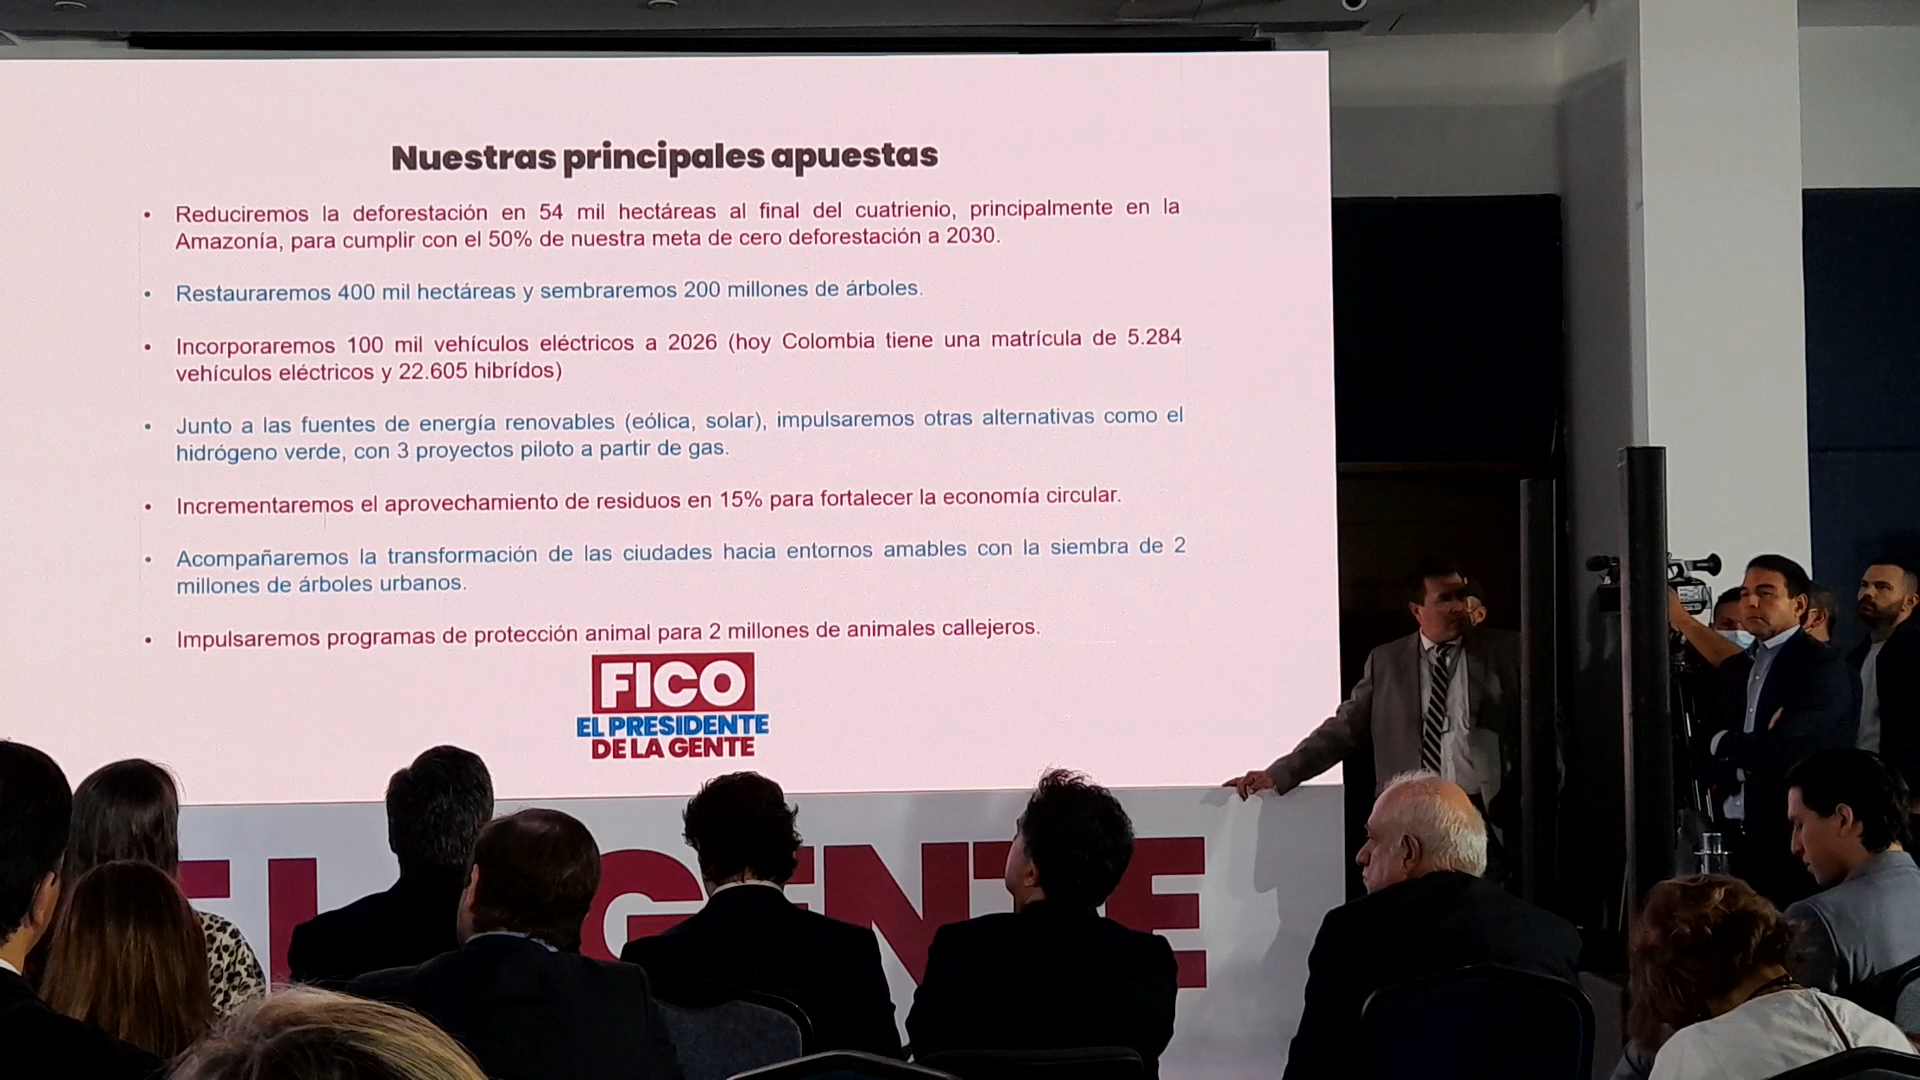 Nuestras principales apuestas
• Reduciremos la deforestación en 54 mil hectáreas al final del cuatrienio, principalmente en la
Amazonía, para cumplir con el 50% de nuestra meta de cero deforestación a 2030.
• Restauraremos 400 mil hectáreas y sembraremos 200 millones de árboles.
• Incorporaremos 100 mil vehículos eléctricos a 2026 (hoy Colombia tiene una matrícula de 5.284
vehículos eléctricos y 22.605 hibrídos)
• Junto a las fuentes de energía renovables (eólica, solar), impulsaremos otras alternativas como el
hidrógeno verde, con 3 proyectos piloto a partir de gas.
• Incrementaremos el aprovechamiento de residuos en 15% para fortalecer la economía circular.
• Acompañaremos la transformación de las ciudades hacia entornos amables con la siembra de 2
millones de árboles urbanos.
• Impulsaremos programas de protección animal para 2 millones de animales callejeros.
FICO
EL PRESIDENTE
DE LA GENTE
GENTE